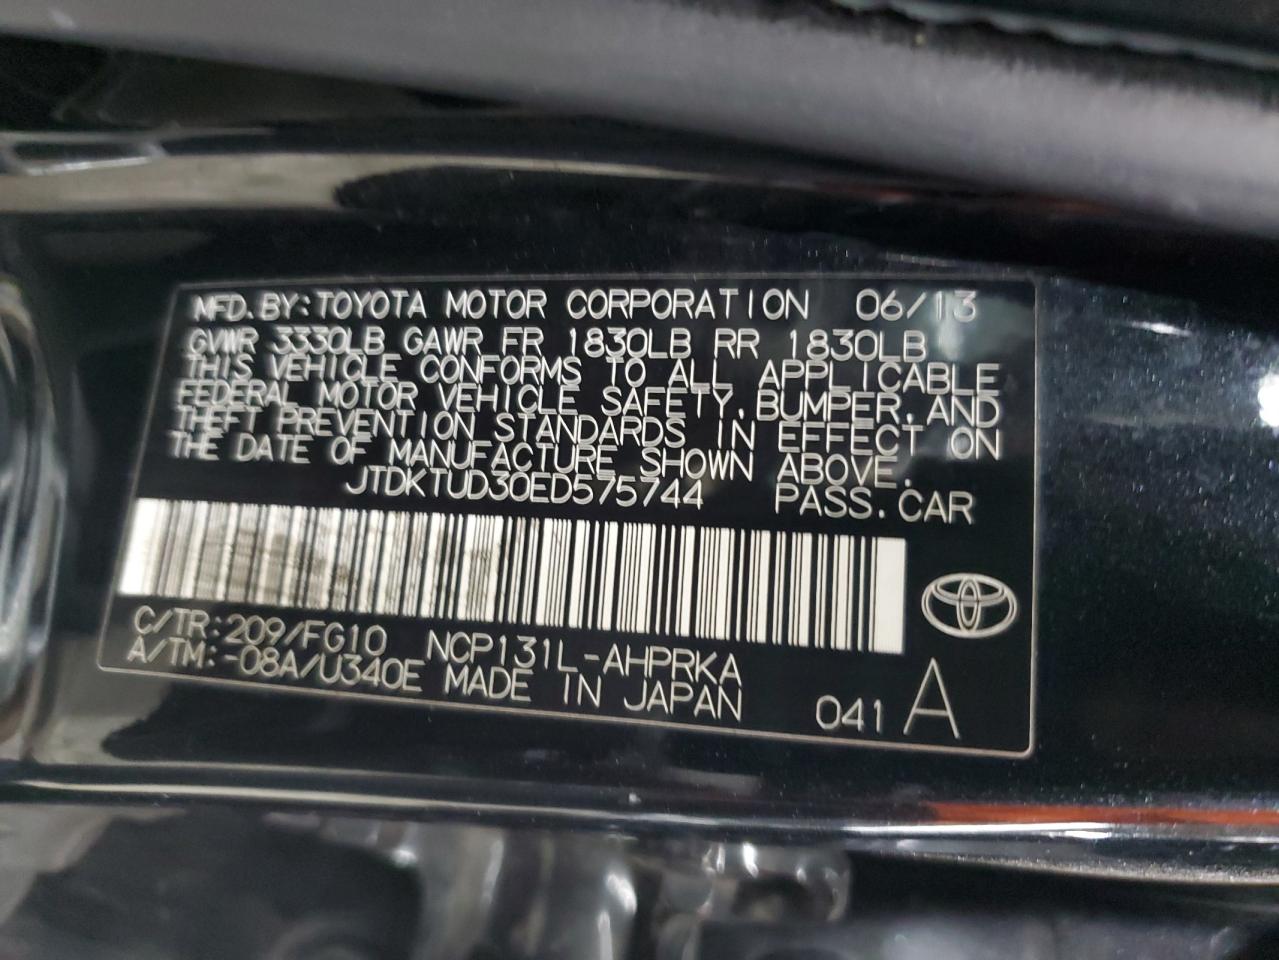 MFD. BY: TOYOTA MOTOR CORPORATION 06/13
GVWR 3330LB GAWR FR 1830LB RR 1830LB
THIS VEHICLE CONFORMS TO ALL APPLICABLE
FEDERAL MOTOR VEHICLE SAFETY, BUMPER, AND
THEFT PREVENTION STANDARDS IN EFFECT ON
THE DATE OF MANUFACTURE SHOWN ABOVE.
JTDKTUD30ED575744 PASS. CAR
C/TR: 209/FG10 NCP131L-AHPRKA
A/TM: -08A/U340E MADE IN JAPAN 041 A